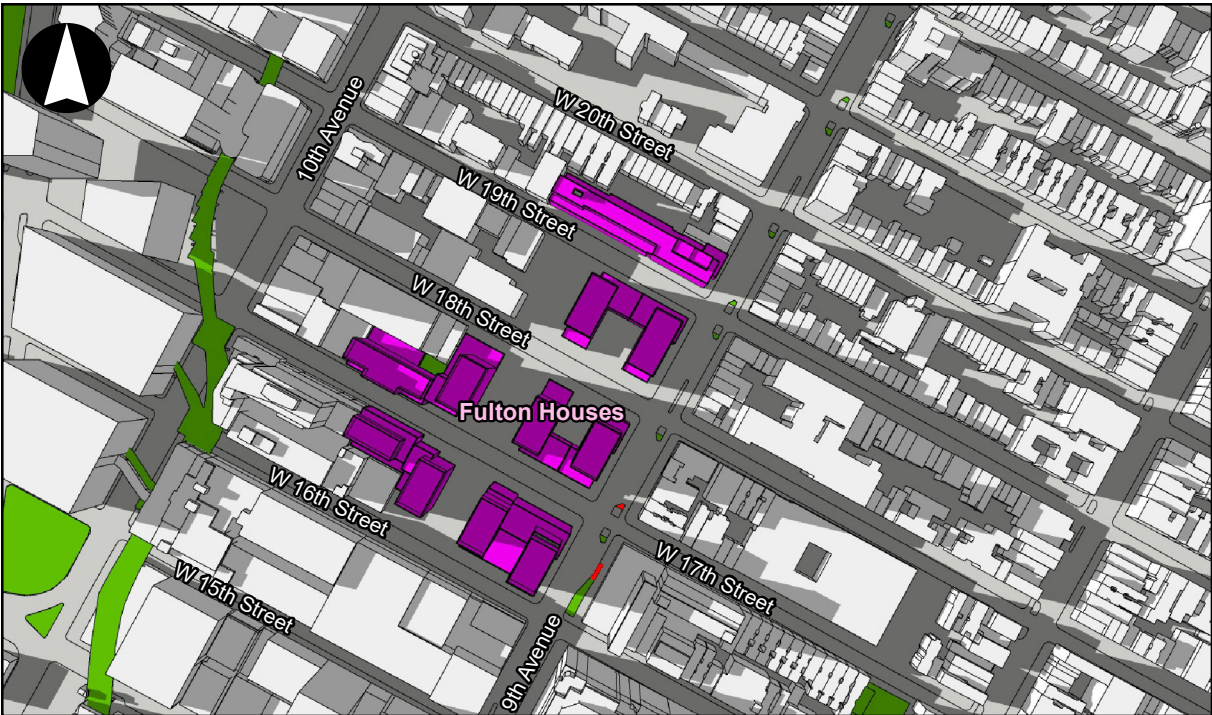 10th Avenue
W 20th Street
W 19th Street
W 18th Street
Fulton Houses
W 16th Street
W 17th Street
W 15th Street
9th Avenue